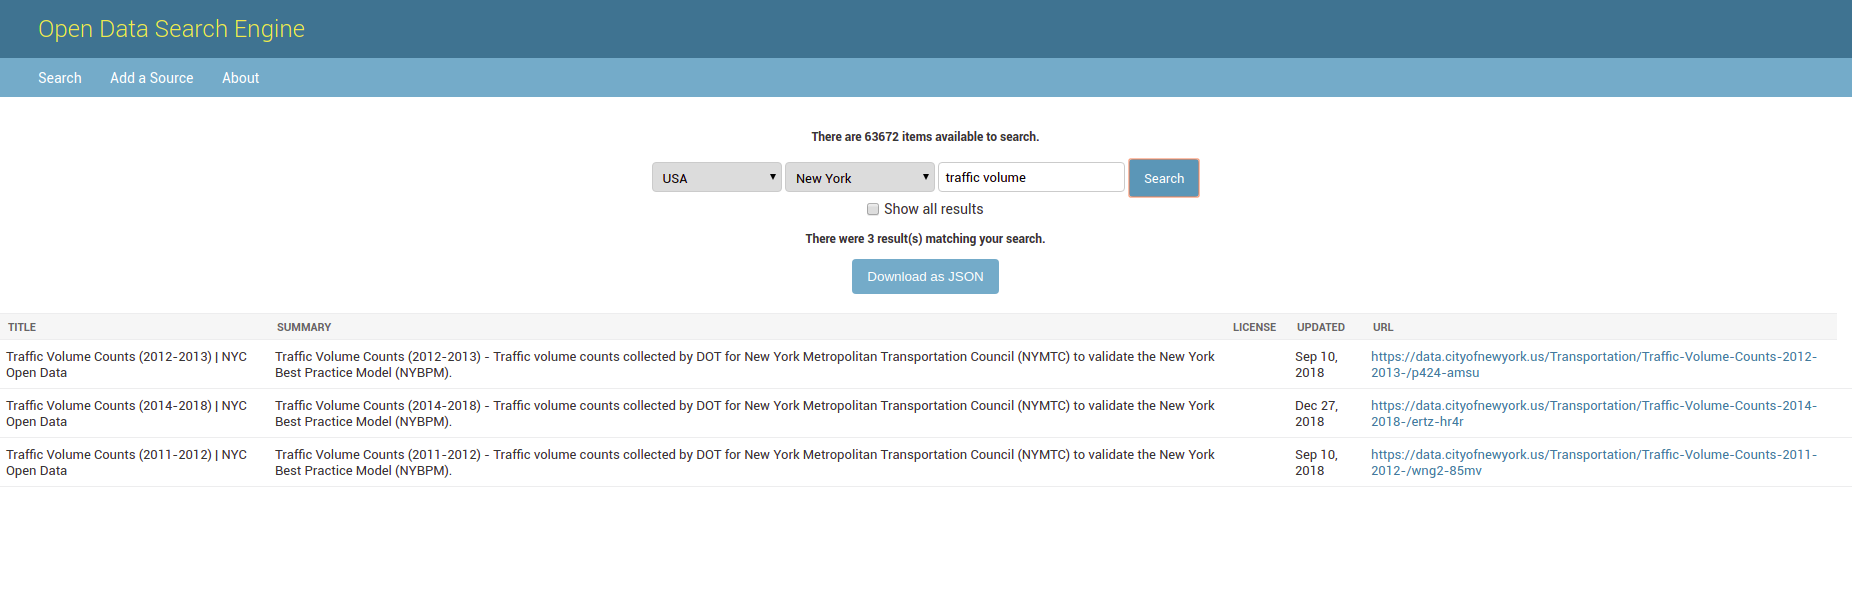 Open Data Search Engine
Search Add a Source About
There are 63672 items available to search.
USA New York traffic volume Search
Show all results
There were 3 result(s) matching your search.
Download as JSON
TITLE SUMMARY LICENSE UPDATED URL
Traffic Volume Counts (2012-2013) | NYC Traffic Volume Counts (2012-2013) - Traffic volume counts collected by DOT for New York Metropolitan Transportation Council (NYMTC) to validate the New York Sep 10, https://data.cityofnewyork.us/Transportation/Traffic-Volume-Counts-2012-
Open Data Best Practice Model (NYBPM). 2018 2013-/p424-amsu
Traffic Volume Counts (2014-2018) | NYC Traffic Volume Counts (2014-2018) - Traffic volume counts collected by DOT for New York Metropolitan Transportation Council (NYMTC) to validate the New York Dec 27, https://data.cityofnewyork.us/Transportation/Traffic-Volume-Counts-2014-
Open Data Best Practice Model (NYBPM). 2018 2018-/ertz-hr4r
Traffic Volume Counts (2011-2012) | NYC Traffic Volume Counts (2011-2012) - Traffic volume counts collected by DOT for New York Metropolitan Transportation Council (NYMTC) to validate the New York Sep 10, https://data.cityofnewyork.us/Transportation/Traffic-Volume-Counts-2011-
Open Data Best Practice Model (NYBPM). 2018 2012-/wng2-85mv